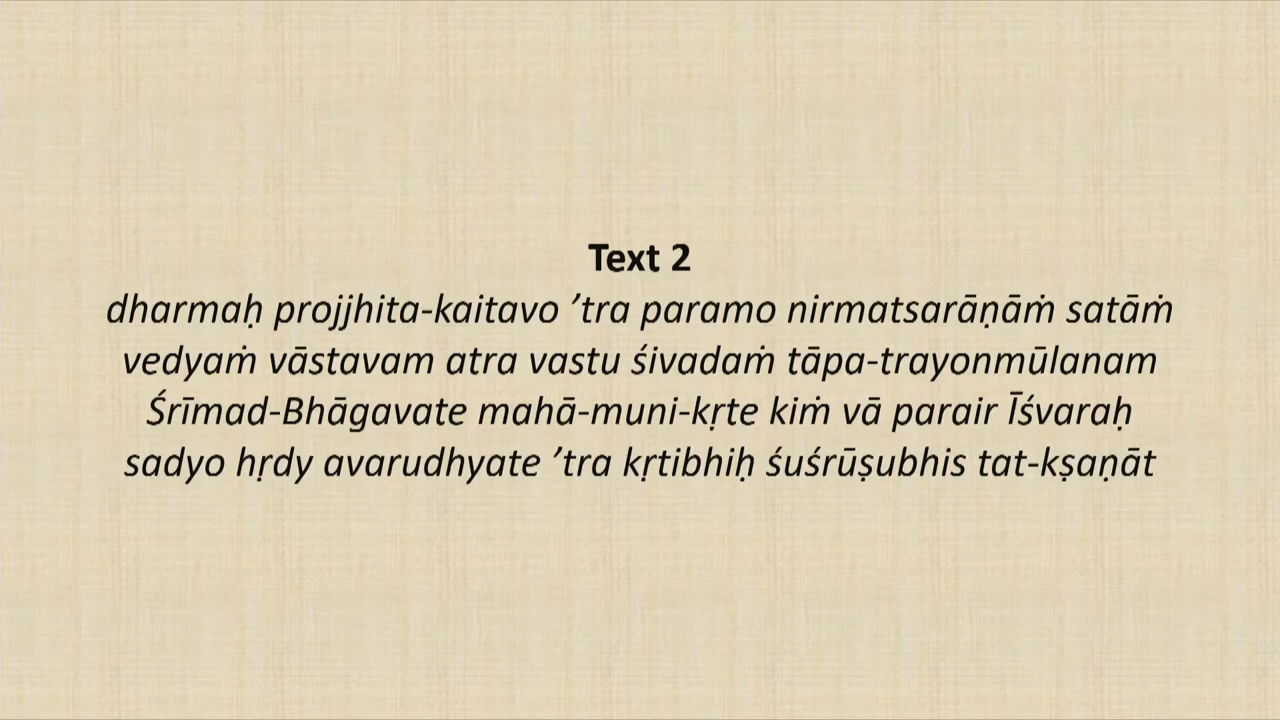 Text 2
dharmaḥ projjhita-kaitavo ’tra paramo nirmatsarāṇāṁ satāṁ
vedyaṁ vāstavam atra vastu śivadaṁ tāpa-trayonmūlanam
Śrīmad-Bhāgavate mahā-muni-kṛte kiṁ vā parair Īśvaraḥ
sadyo hṛdy avarudhyate ’tra kṛtibhiḥ śuśrūṣubhis tat-kṣaṇāt